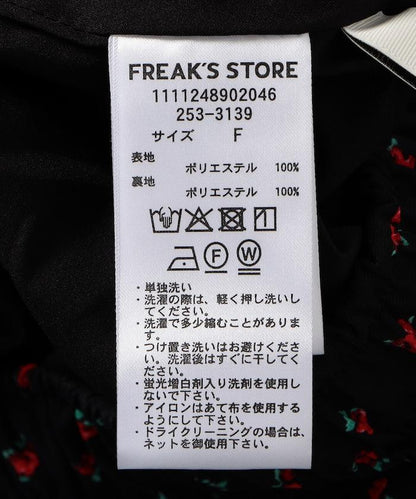 FREAK'S STORE
1111248902046
253-3139
サイズ F
表地
ポリエステル 100%
裏地
ポリエステル 100%
F W
・単独洗い
・洗濯の際は、軽く押し洗いし
てください。
・洗濯で多少縮むことがありま
す。
・つけ置き洗いはお避けくださ
い。洗濯後はすぐに干してくだ
さい。
・蛍光増白剤入り洗剤を使用し
ないで下さい。
・アイロンはあて布を使用する
ようにして下さい。
・ドライクリーニングの場合は、
ネットを御使用下さい。